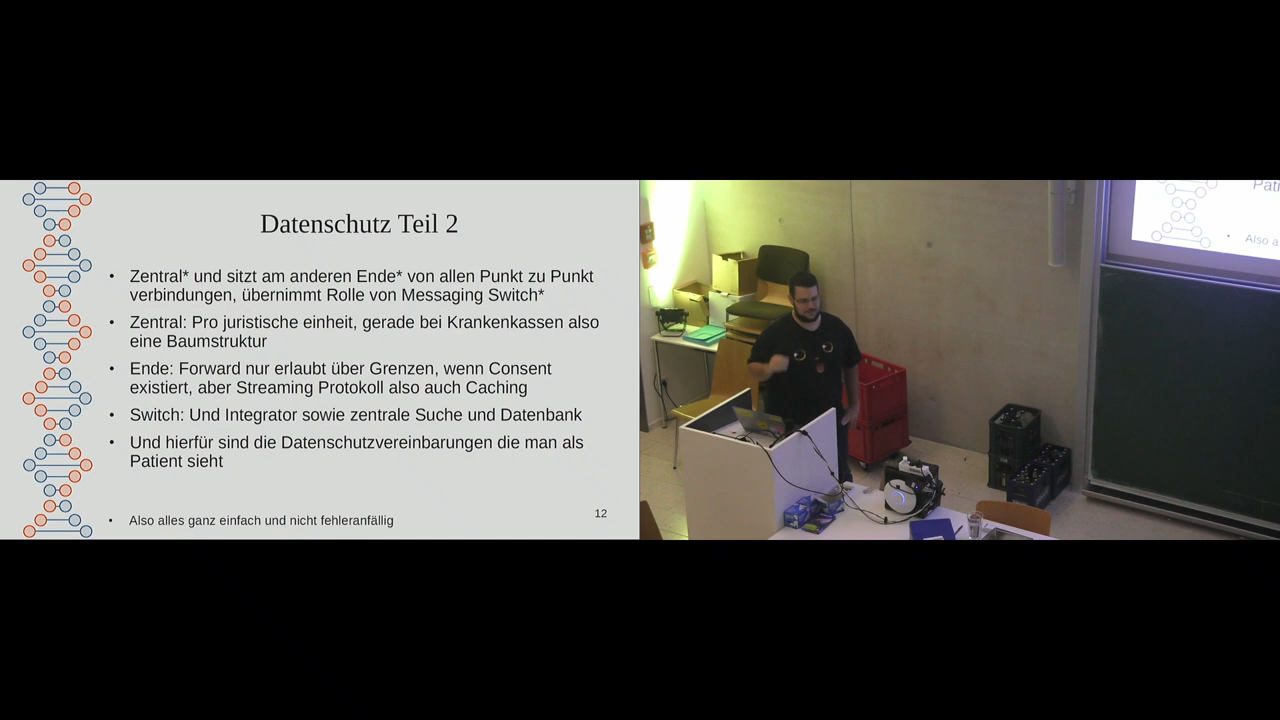 Datenschutz Teil 2
• Zentral* und sitzt am anderen Ende* von allen Punkt zu Punkt
verbindungen, übernimmt Rolle von Messaging Switch*
• Zentral: Pro juristische einheit, gerade bei Krankenkassen also
eine Baumstruktur
• Ende: Forward nur erlaubt über Grenzen, wenn Consent
existiert, aber Streaming Protokoll also auch Caching
• Switch: Und Integrator sowie zentrale Suche und Datenbank
• Und hierfür sind die Datenschutzvereinbarungen die man als
Patient sieht
• Also alles ganz einfach und nicht fehleranfällig
12
Pati
• Also a